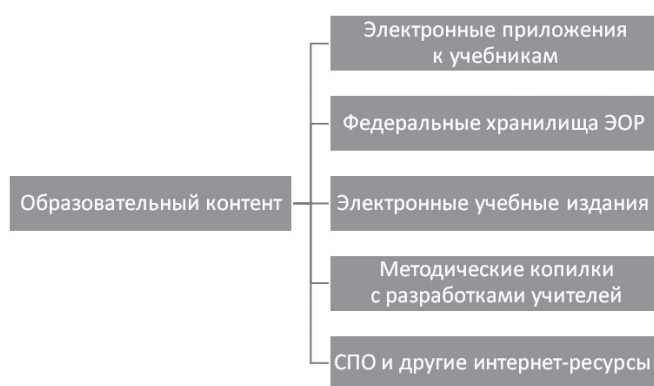 Электронные приложения
к учебникам
Федеральные хранилища ЭОР
Образовательный контент
Электронные учебные издания
Методические копилки
с разработками учителей
СПО и другие интернет-ресурсы